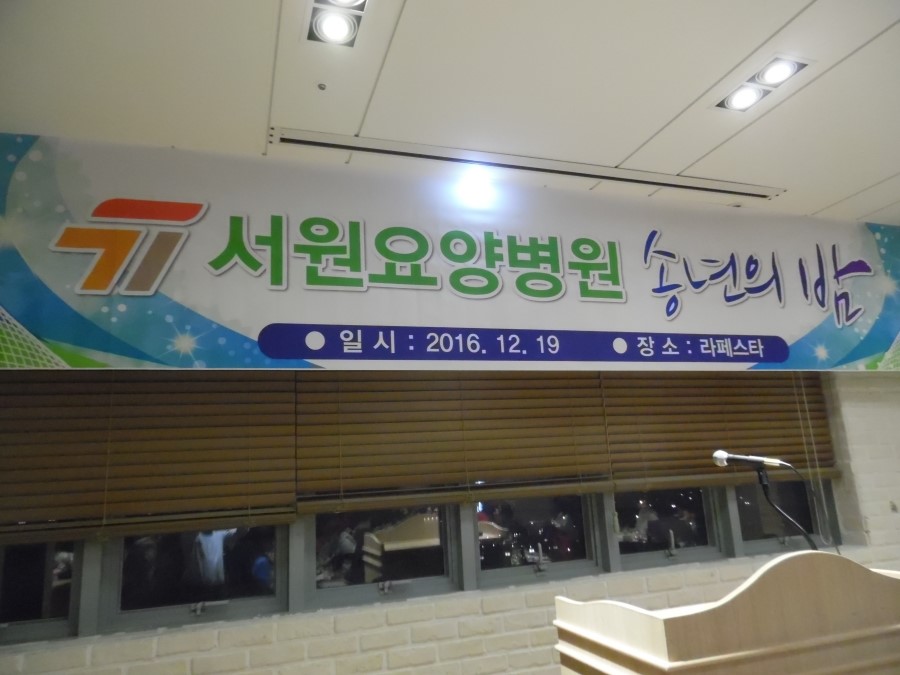 서원요양병원 송년의 밤
● 일 시 : 2016. 12. 19 ● 장 소 : 라페스타